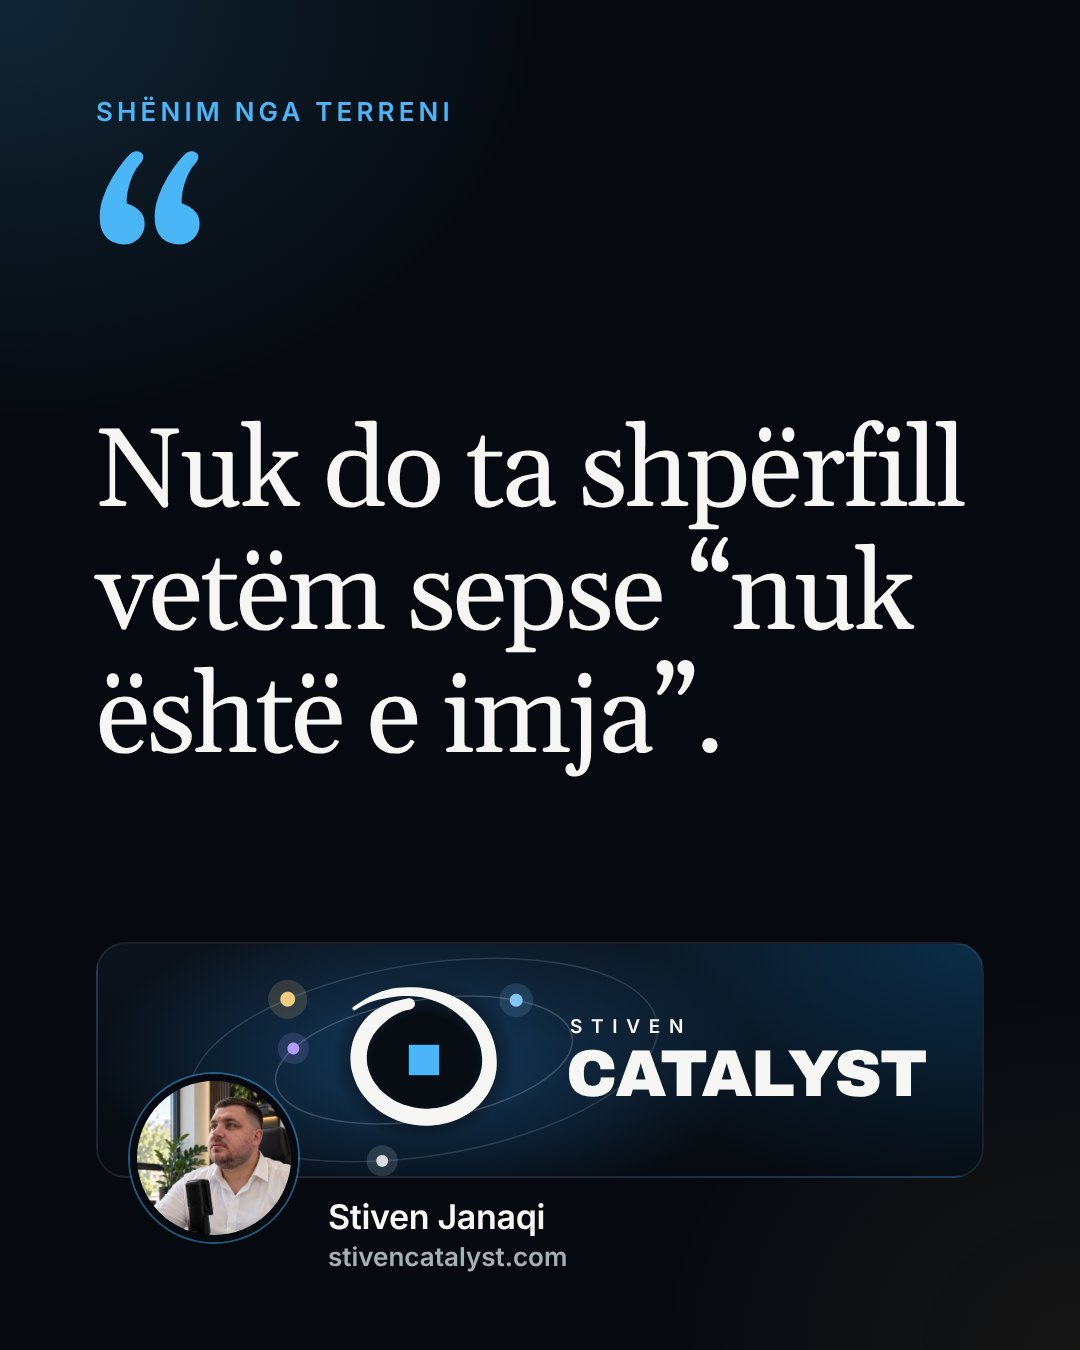 SHËNIM NGA TERRENI
“
Nuk do ta shpërfill
vetëm sepse “nuk
është e imja”.
STIVEN
CATALYST
Stiven Janaqi
stivencatalyst.com